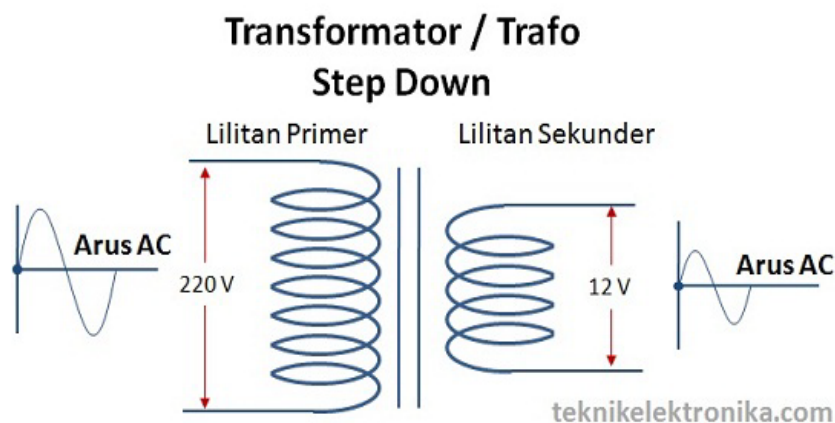 Transformator / Trafo
Step Down
Lilitan Primer
Lilitan Sekunder
Arus AC
220 V
12 V
Arus AC
teknikelektronika.com